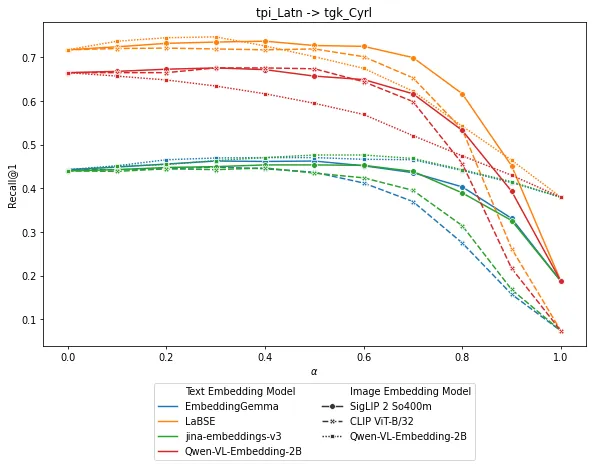 tpi_Latn -> tgk_Cyrl
Recall@1
0.7
0.6
0.5
0.4
0.3
0.2
0.1
0.0
0.2
0.4
0.6
0.8
1.0
α
Text Embedding Model
EmbeddingGemma
LaBSE
jina-embeddings-v3
Qwen-VL-Embedding-2B
Image Embedding Model
SigLIP 2 So400m
CLIP ViT-B/32
Qwen-VL-Embedding-2B